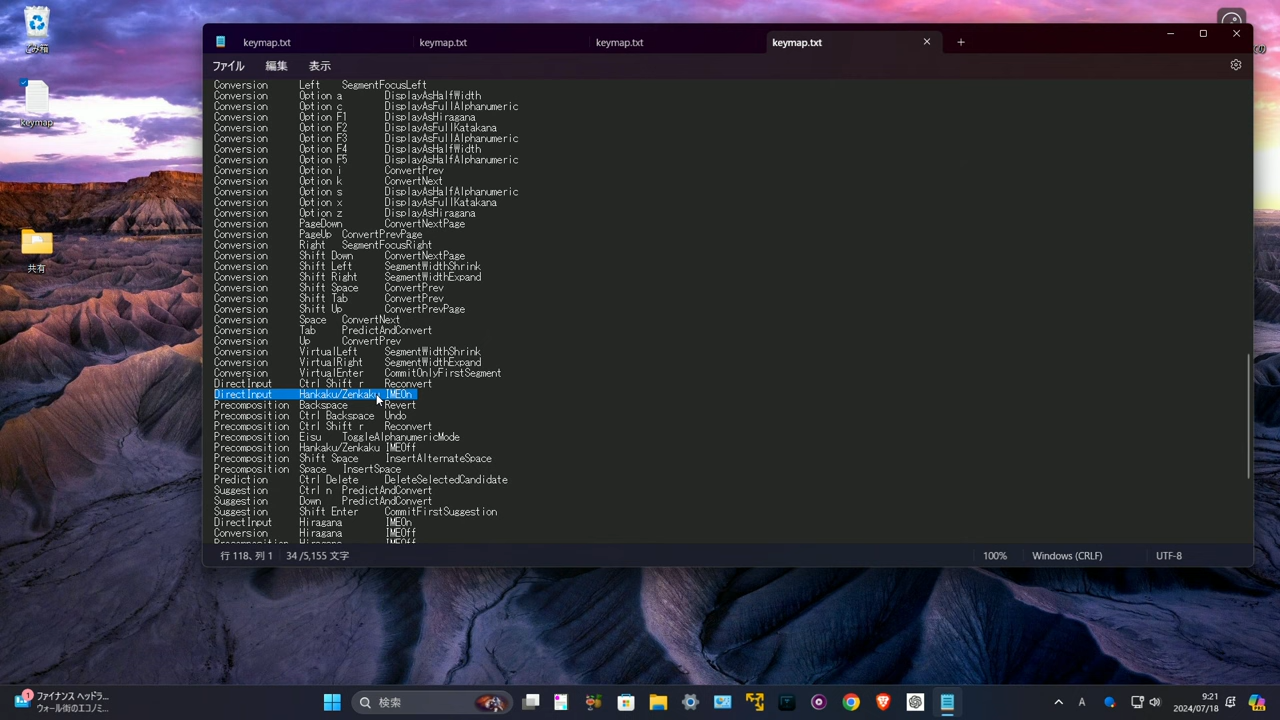 ごみ箱
keymap
共有
keymap.txt keymap.txt keymap.txt keymap.txt
ファイル 編集 表示
Conversion Left SegmentFocusLeft
Conversion Option a DisplayAsHalfWidth
Conversion Option c DisplayAsFullAlphanumeric
Conversion Option F1 DisplayAsHiragana
Conversion Option F2 DisplayAsFullKatakana
Conversion Option F3 DisplayAsFullAlphanumeric
Conversion Option F4 DisplayAsHalfWidth
Conversion Option F5 DisplayAsFullAlphanumeric
Conversion Option i ConvertPrev
Conversion Option k ConvertNext
Conversion Option s DisplayAsHalfAlphanumeric
Conversion Option x DisplayAsFullKatakana
Conversion Option z DisplayAsHiragana
Conversion PageDown ConvertNextPage
Conversion PageUp ConvertPrevPage
Conversion Right SegmentFocusRight
Conversion Shift Down ConvertNextPage
Conversion Shift Left SegmentWidthShrink
Conversion Shift Right SegmentWidthExpand
Conversion Shift Space ConvertPrev
Conversion Shift Tab ConvertPrev
Conversion Shift Up ConvertPrevPage
Conversion Space ConvertNext
Conversion Tab PredictAndConvert
Conversion Up ConvertPrev
Conversion VirtualLeft SegmentWidthShrink
Conversion VirtualRight SegmentWidthExpand
Conversion VirtualEnter CommitOnlyFirstSegment
DirectInput Ctrl Shift r Reconvert
DirectInput Hankaku/Zenkaku IMEOn
Precomposition Backspace Revert
Precomposition Ctrl Backspace Undo
Precomposition Ctrl Shift r Reconvert
Precomposition Eisu ToggleAlphanumericMode
Precomposition Hankaku/Zenkaku IMEOff
Precomposition Shift Space InsertAlternateSpace
Precomposition Space InsertSpace
Prediction Ctrl Delete DeleteSelectedCandidate
Suggestion Ctrl n PredictAndConvert
Suggestion Down PredictAndConvert
Suggestion Shift Enter CommitFirstSuggestion
DirectInput Hiragana IMEOn
Conversion Hiragana IMEOff
Precomposition Hiragana IMEOff
行 118、列 1 34 /5,155 文字 100% Windows (CRLF) UTF-8
1
ファイナンス ヘッドラ...
ウォール街のエコノミ...
検索
A
9:21
2024/07/18